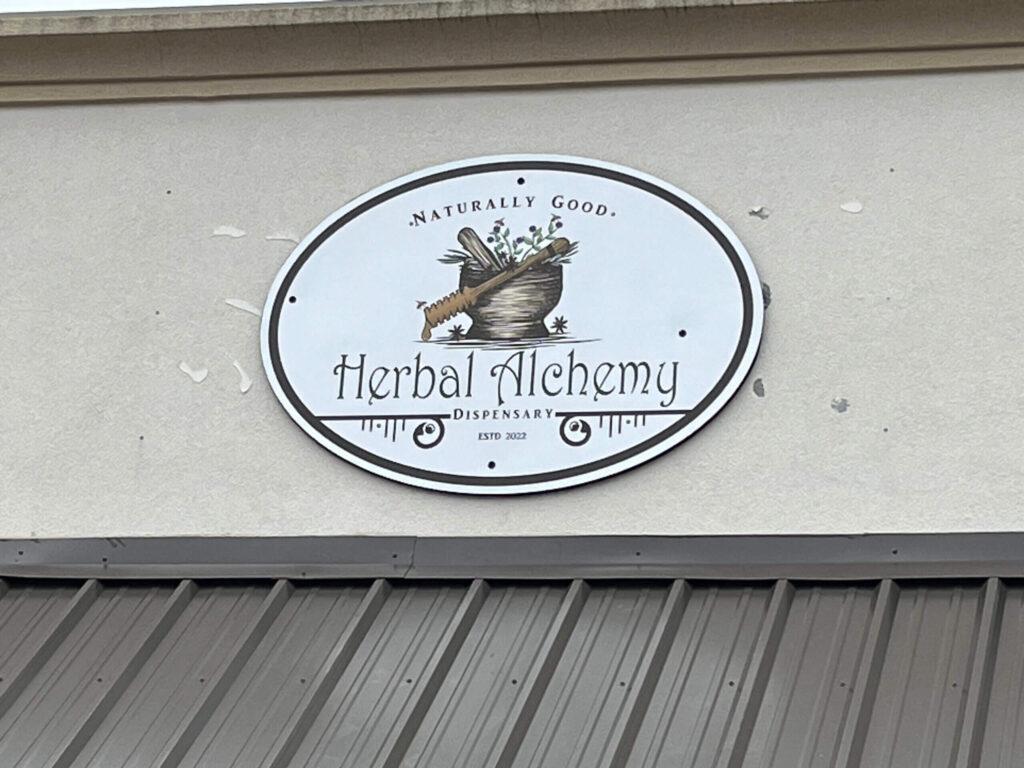 Naturally Good
Herbal Alchemy
Dispensary
ESTD 2022